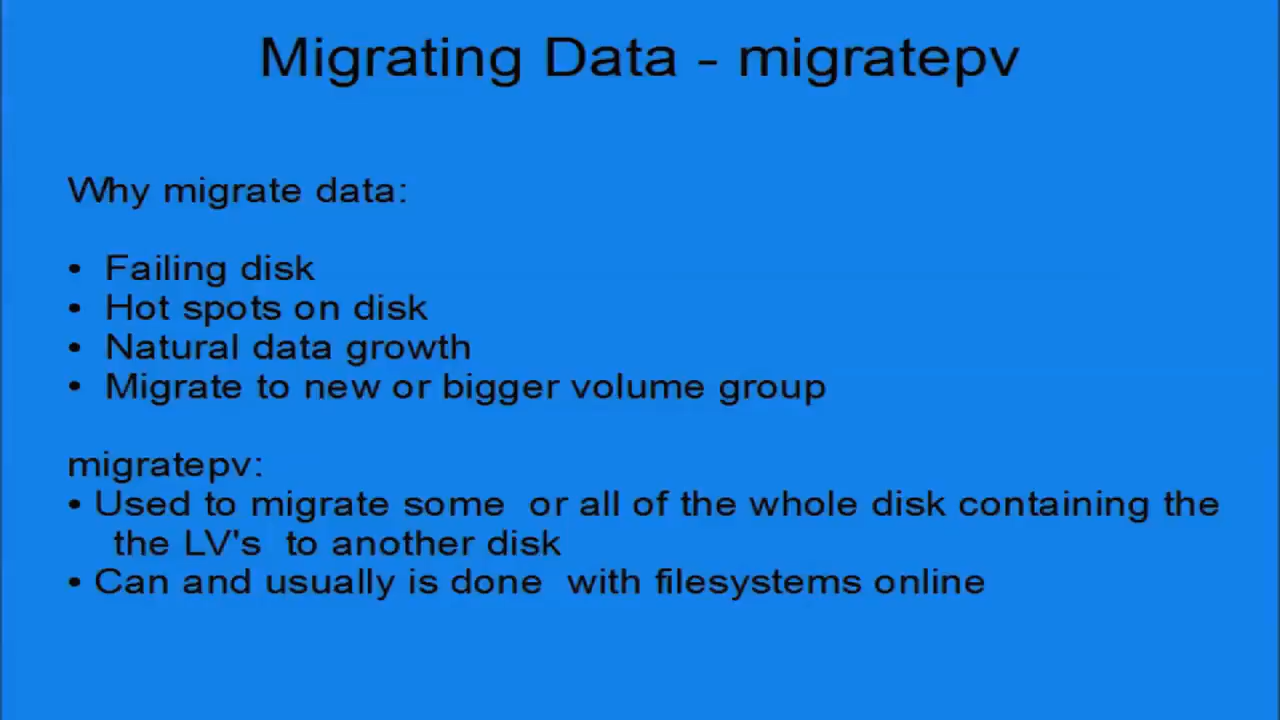 Migrating Data - migratepv
Why migrate data:
• Failing disk
• Hot spots on disk
• Natural data growth
• Migrate to new or bigger volume group
migratepv:
• Used to migrate some  or all of the whole disk containing the
the LV's  to another disk
• Can and usually is done  with filesystems online